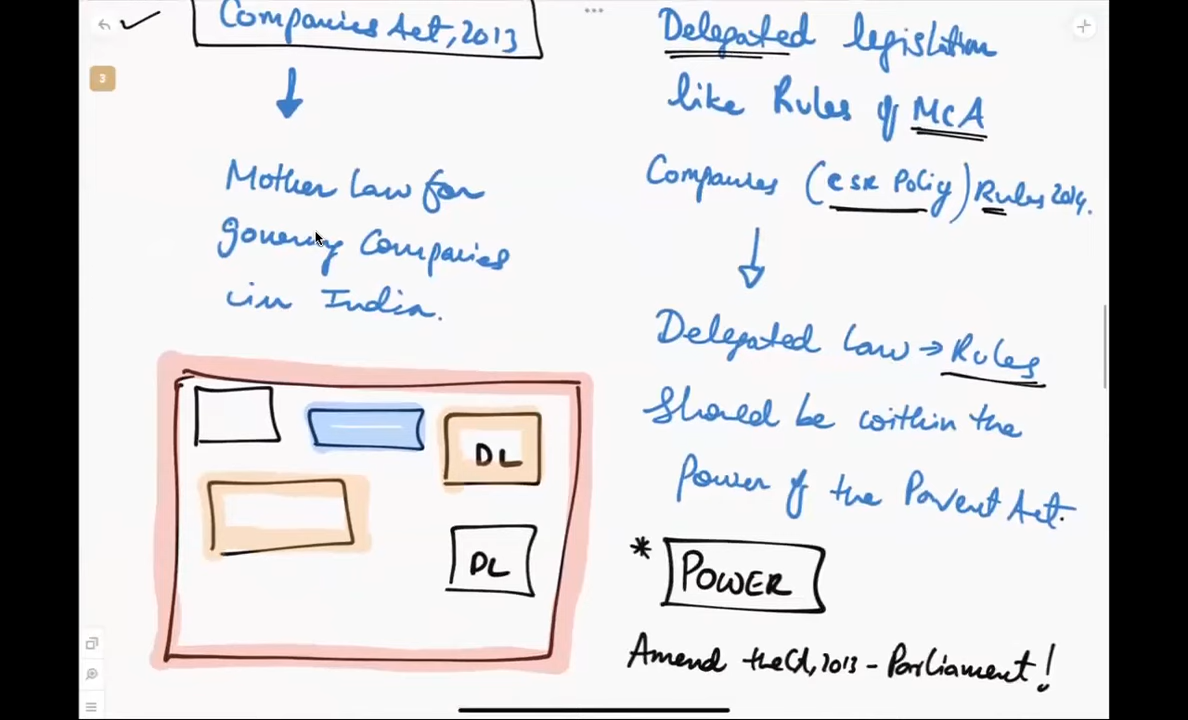 Companies Act, 2013
3
Mother Law for
governing Companies
in India.
DL
DL
Delegated legislation
like Rules of MCA
Companies (CSR Policy) Rules 2014.
Delegated Law → Rules
Should be within the
Power of the Parent Act.
* POWER
Amend the CA, 2013 - Parliament!